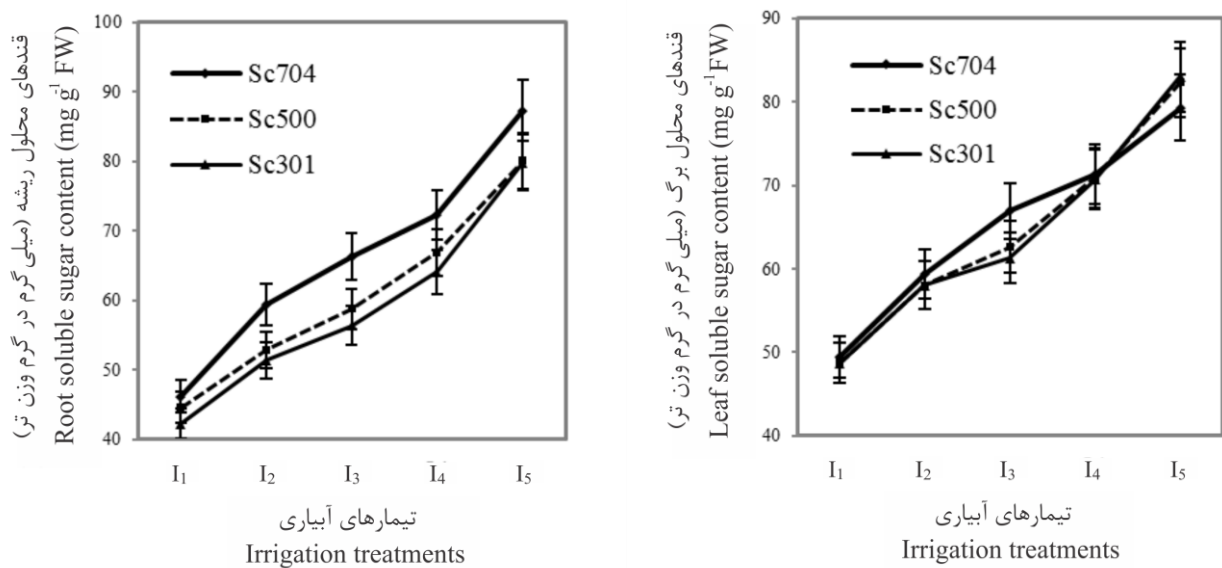 قندهای محلول ریشه (میلی گرم در گرم وزن تر)
Root soluble sugar content (mg g-1 FW)
100
90
80
70
60
50
40
Sc704
Sc500
Sc301
I1 I2 I3 I4 I5
تیمارهای آبیاری
Irrigation treatments
قندهای محلول برگ (میلی گرم در گرم وزن تر)
Leaf soluble sugar content (mg g-1 FW)
90
80
70
60
50
40
Sc704
Sc500
Sc301
I1 I2 I3 I4 I5
تیمارهای آبیاری
Irrigation treatments